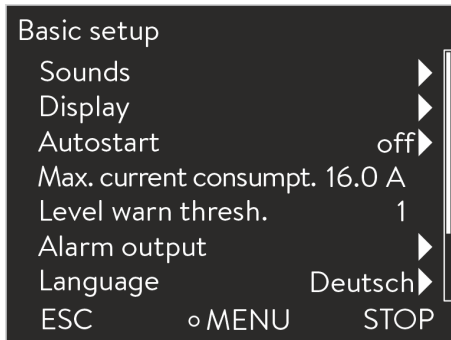 Basic setup
Sounds
Display
Autostart off
Max. current consumpt. 16.0 A
Level warn thresh. 1
Alarm output
Language Deutsch
ESC MENU STOP